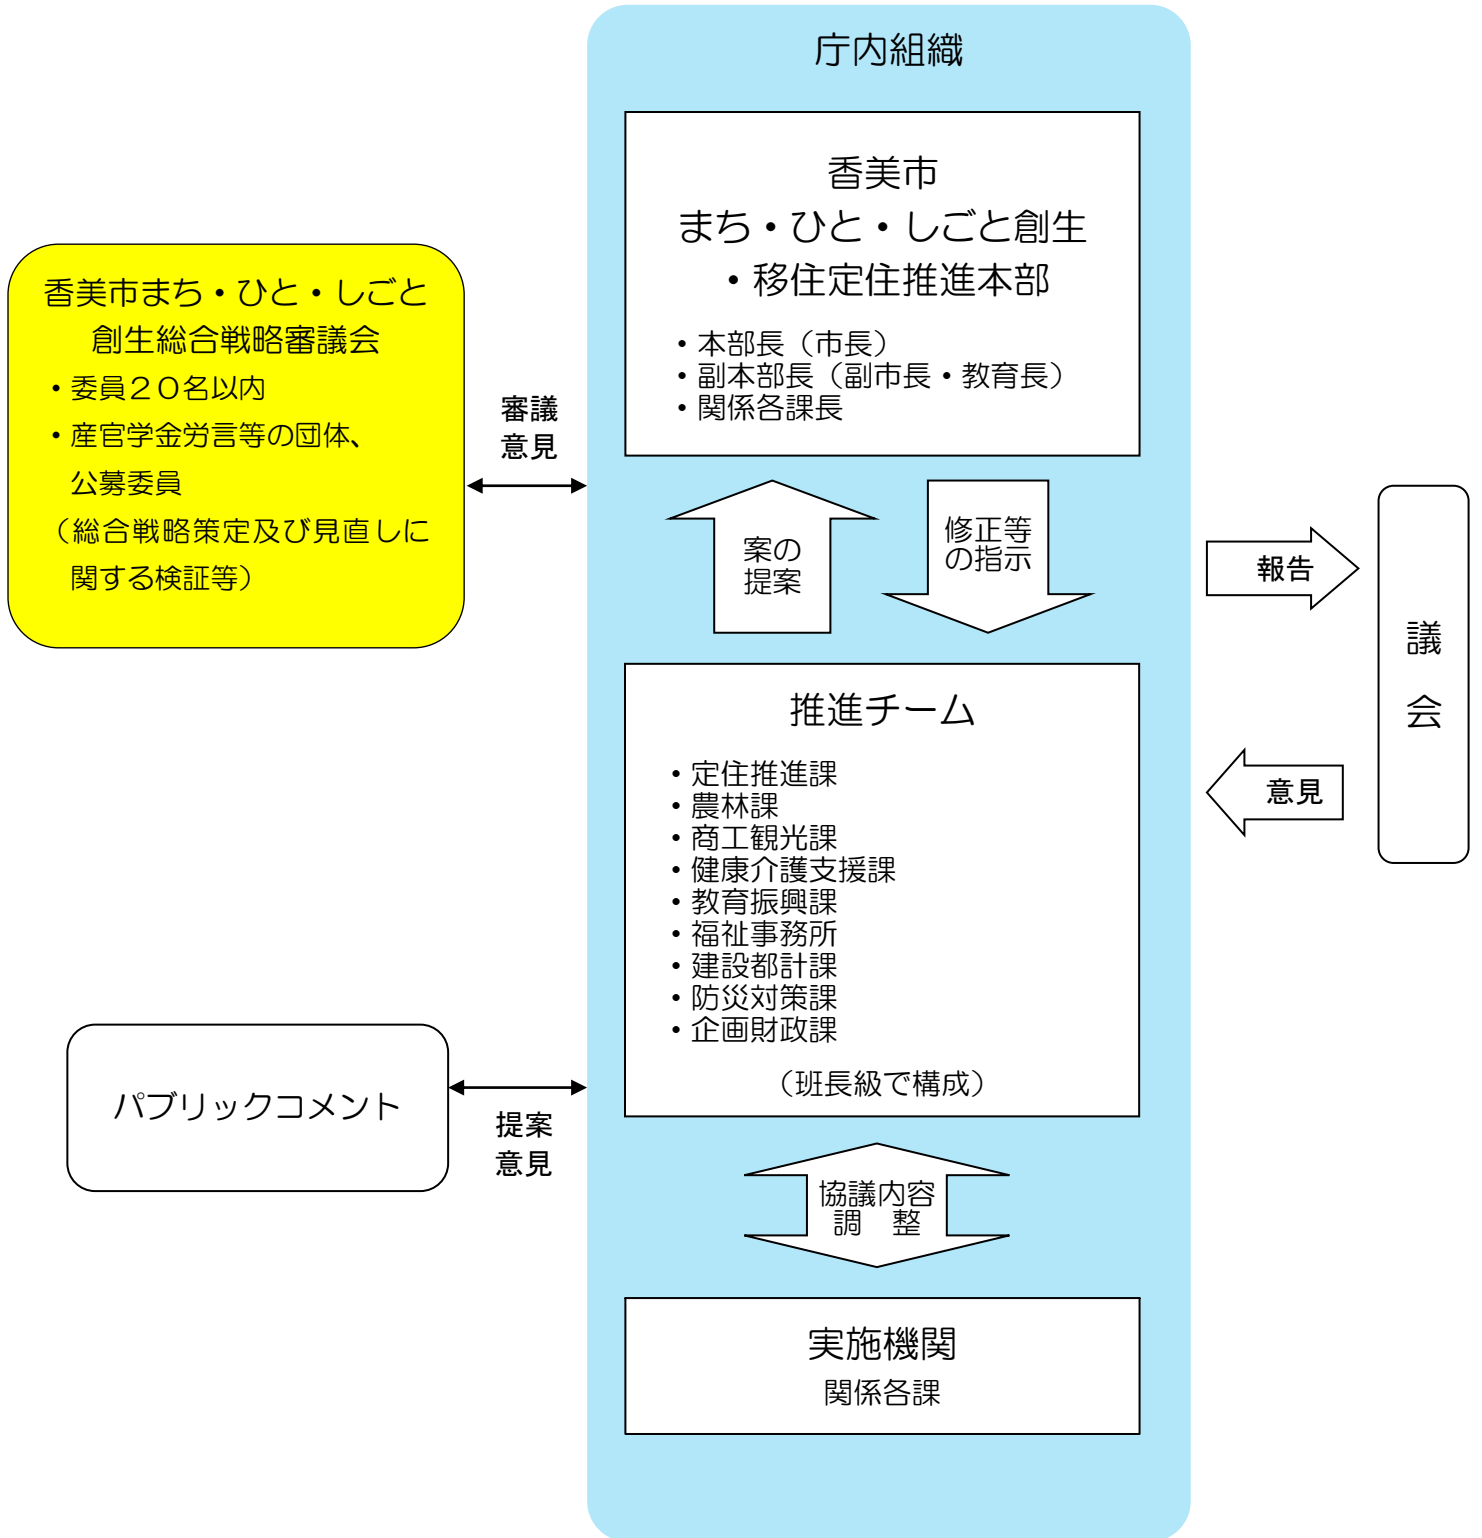 庁内組織
香美市
まち・ひと・しごと創生
・移住定住推進本部
・本部長（市長）
・副本部長（副市長・教育長）
・関係各課長
香美市まち・ひと・しごと
創生総合戦略審議会
・委員２０名以内
・産官学金労言等の団体、
公募委員
（総合戦略策定及び見直しに
関する検証等）
審議
意見
案の
提案
修正等
の指示
報告
議
会
意見
推進チーム
・定住推進課
・農林課
・商工観光課
・健康介護支援課
・教育振興課
・福祉事務所
・建設都計課
・防災対策課
・企画財政課
（班長級で構成）
パブリックコメント
提案
意見
協議内容
調　整
実施機関
関係各課